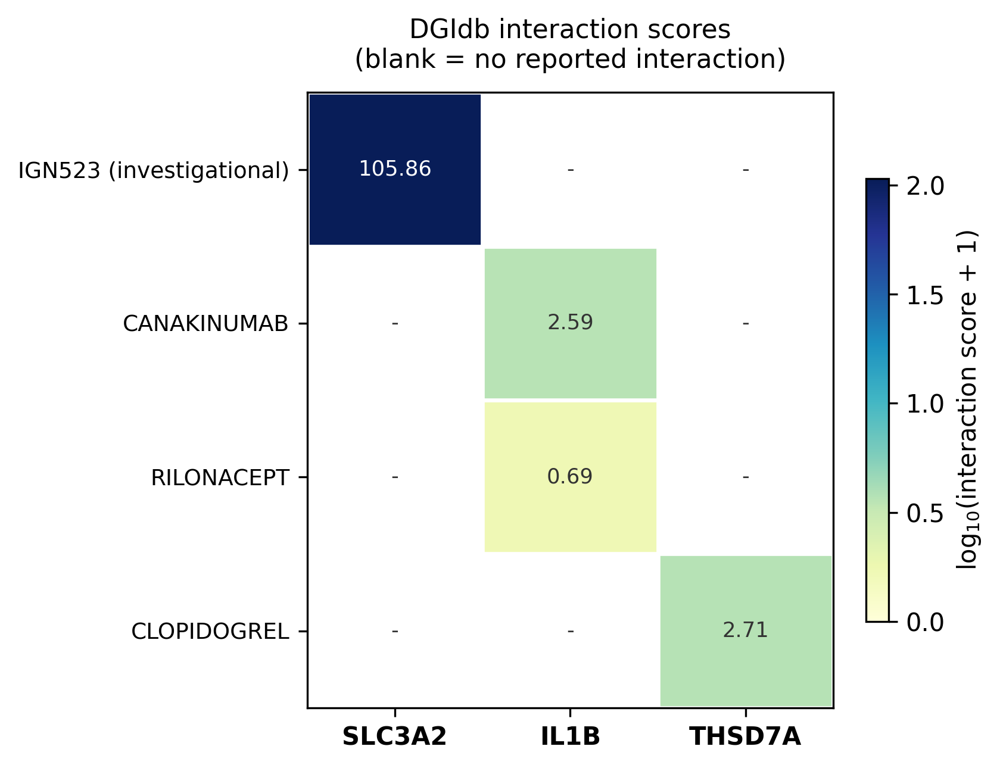 DGIdb interaction scores
(blank = no reported interaction)
IGN523 (investigational)
105.86
-
-
CANAKINUMAB
-
2.59
-
RILONACEPT
-
0.69
-
CLOPIDOGREL
-
-
2.71
SLC3A2
IL1B
THSD7A
2.0
1.5
1.0
0.5
0.0
log₁₀(interaction score + 1)